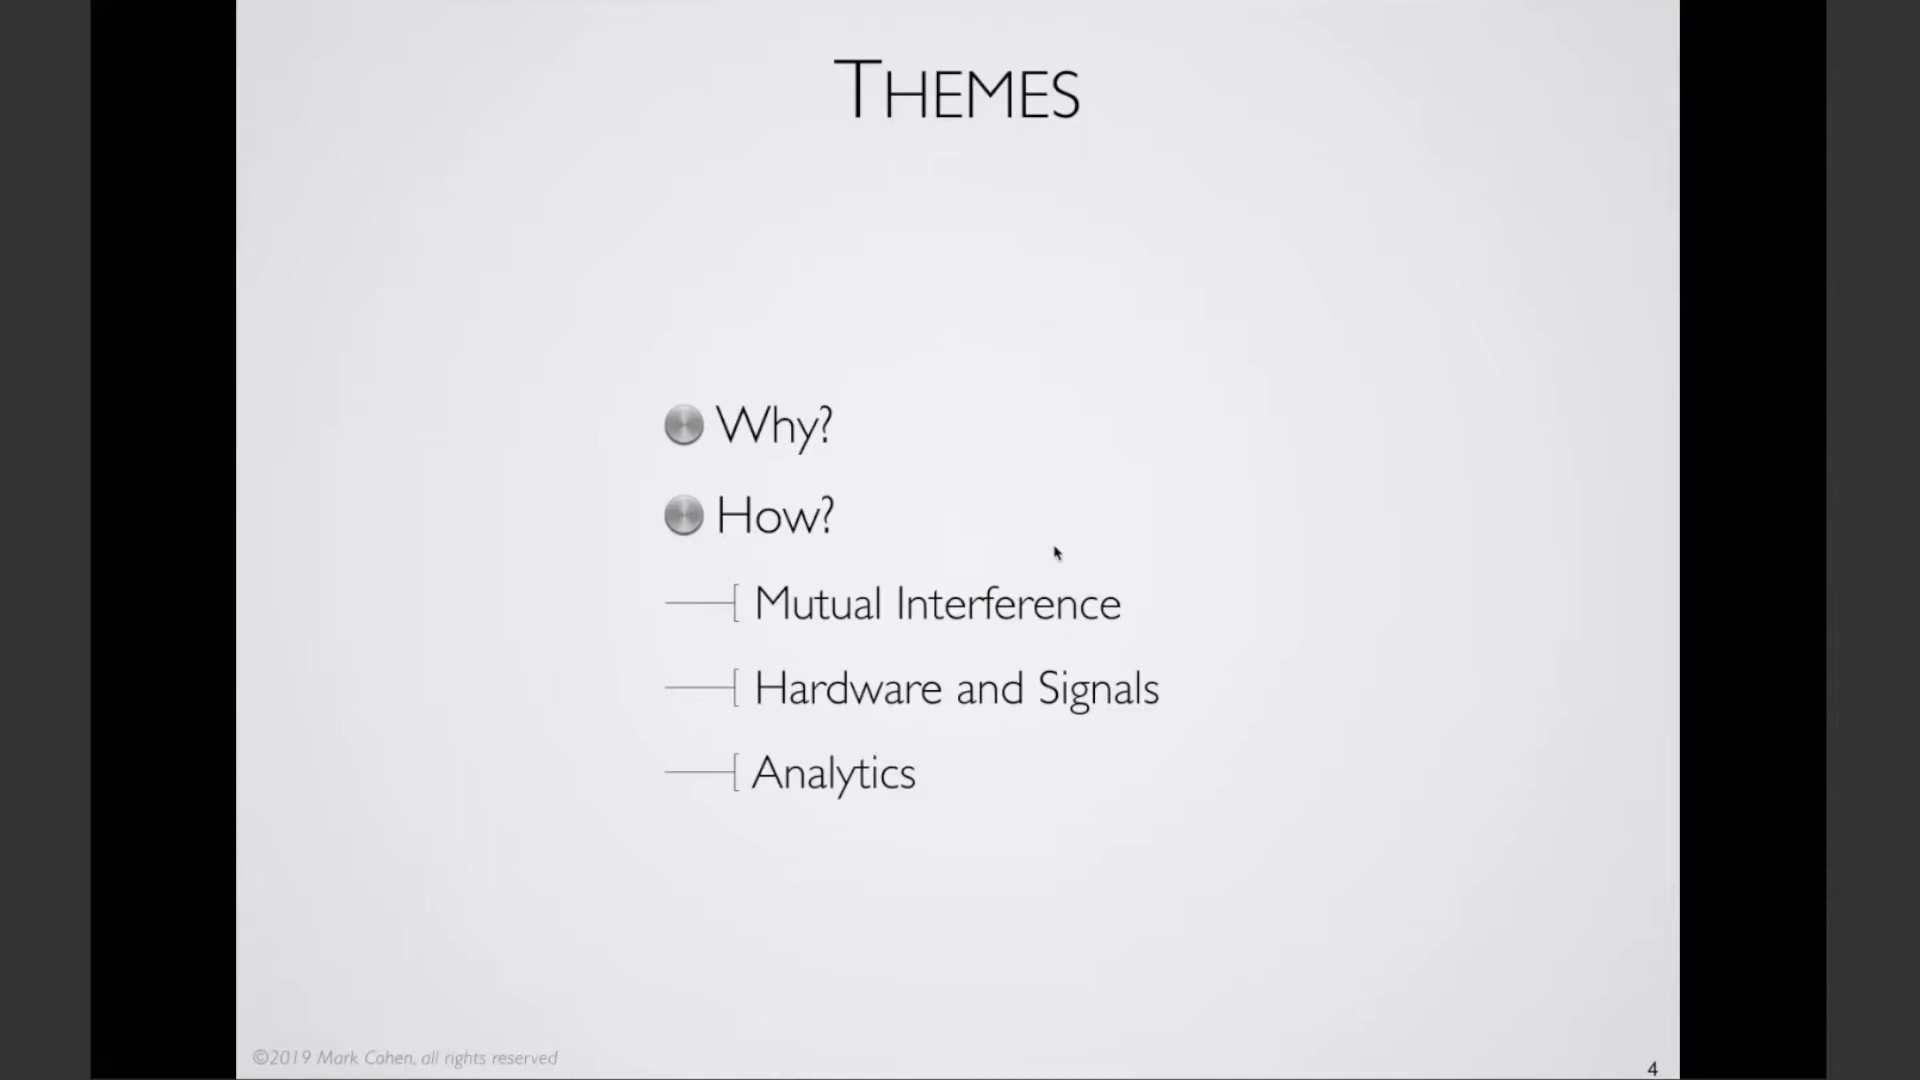 THEMES
Why?
How?
Mutual Interference
Hardware and Signals
Analytics
©2019 Mark Cohen, all rights reserved
4